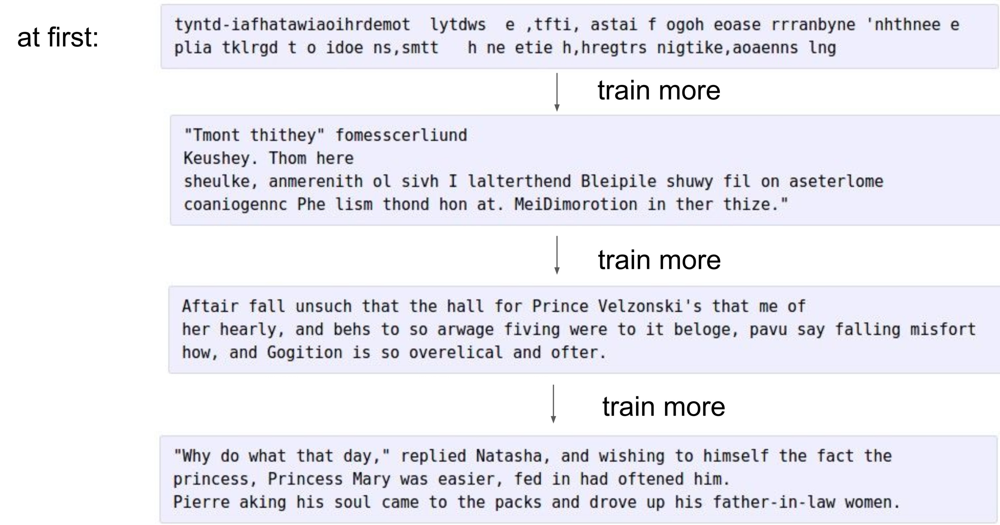 at first:
tyntd-iafhatawiaoihrdemot  lytdws  e ,tfti, astai f ogoh eoase rrranbyne 'nhthnee e
plia tklrgd t o idoe ns,smtt   h ne etie h,hregtrs nigtike,aoaenns lng
train more
"Tmont thithey" fomesscerliund
Keushey. Thom here
sheulke, anmerenith ol sivh I lalterthend Bleipile shuwy fil on aseterlome
coaniogennc Phe lism thond hon at. MeiDimorotion in ther thize."
train more
Aftair fall unsuch that the hall for Prince Velzonski's that me of
her hearly, and behs to so arwage fiving were to it beloge, pavu say falling misfort
how, and Gogition is so overelical and ofter.
train more
"Why do what that day," replied Natasha, and wishing to himself the fact the
princess, Princess Mary was easier, fed in had oftened him.
Pierre aking his soul came to the packs and drove up his father-in-law women.